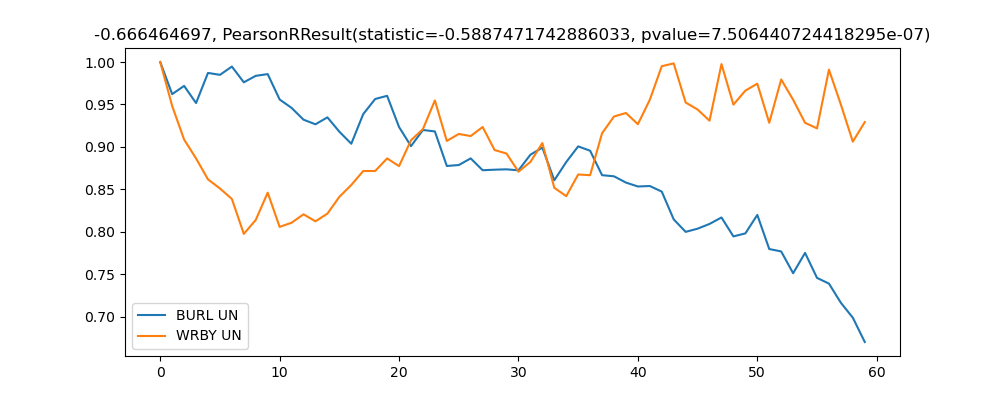 -0.666464697, PearsonRResult(statistic=-0.5887471742886033, pvalue=7.506440724418295e-07)
1.00
0.95
0.90
0.85
0.80
0.75
0.70
BURL UN
WRBY UN
0 10 20 30 40 50 60